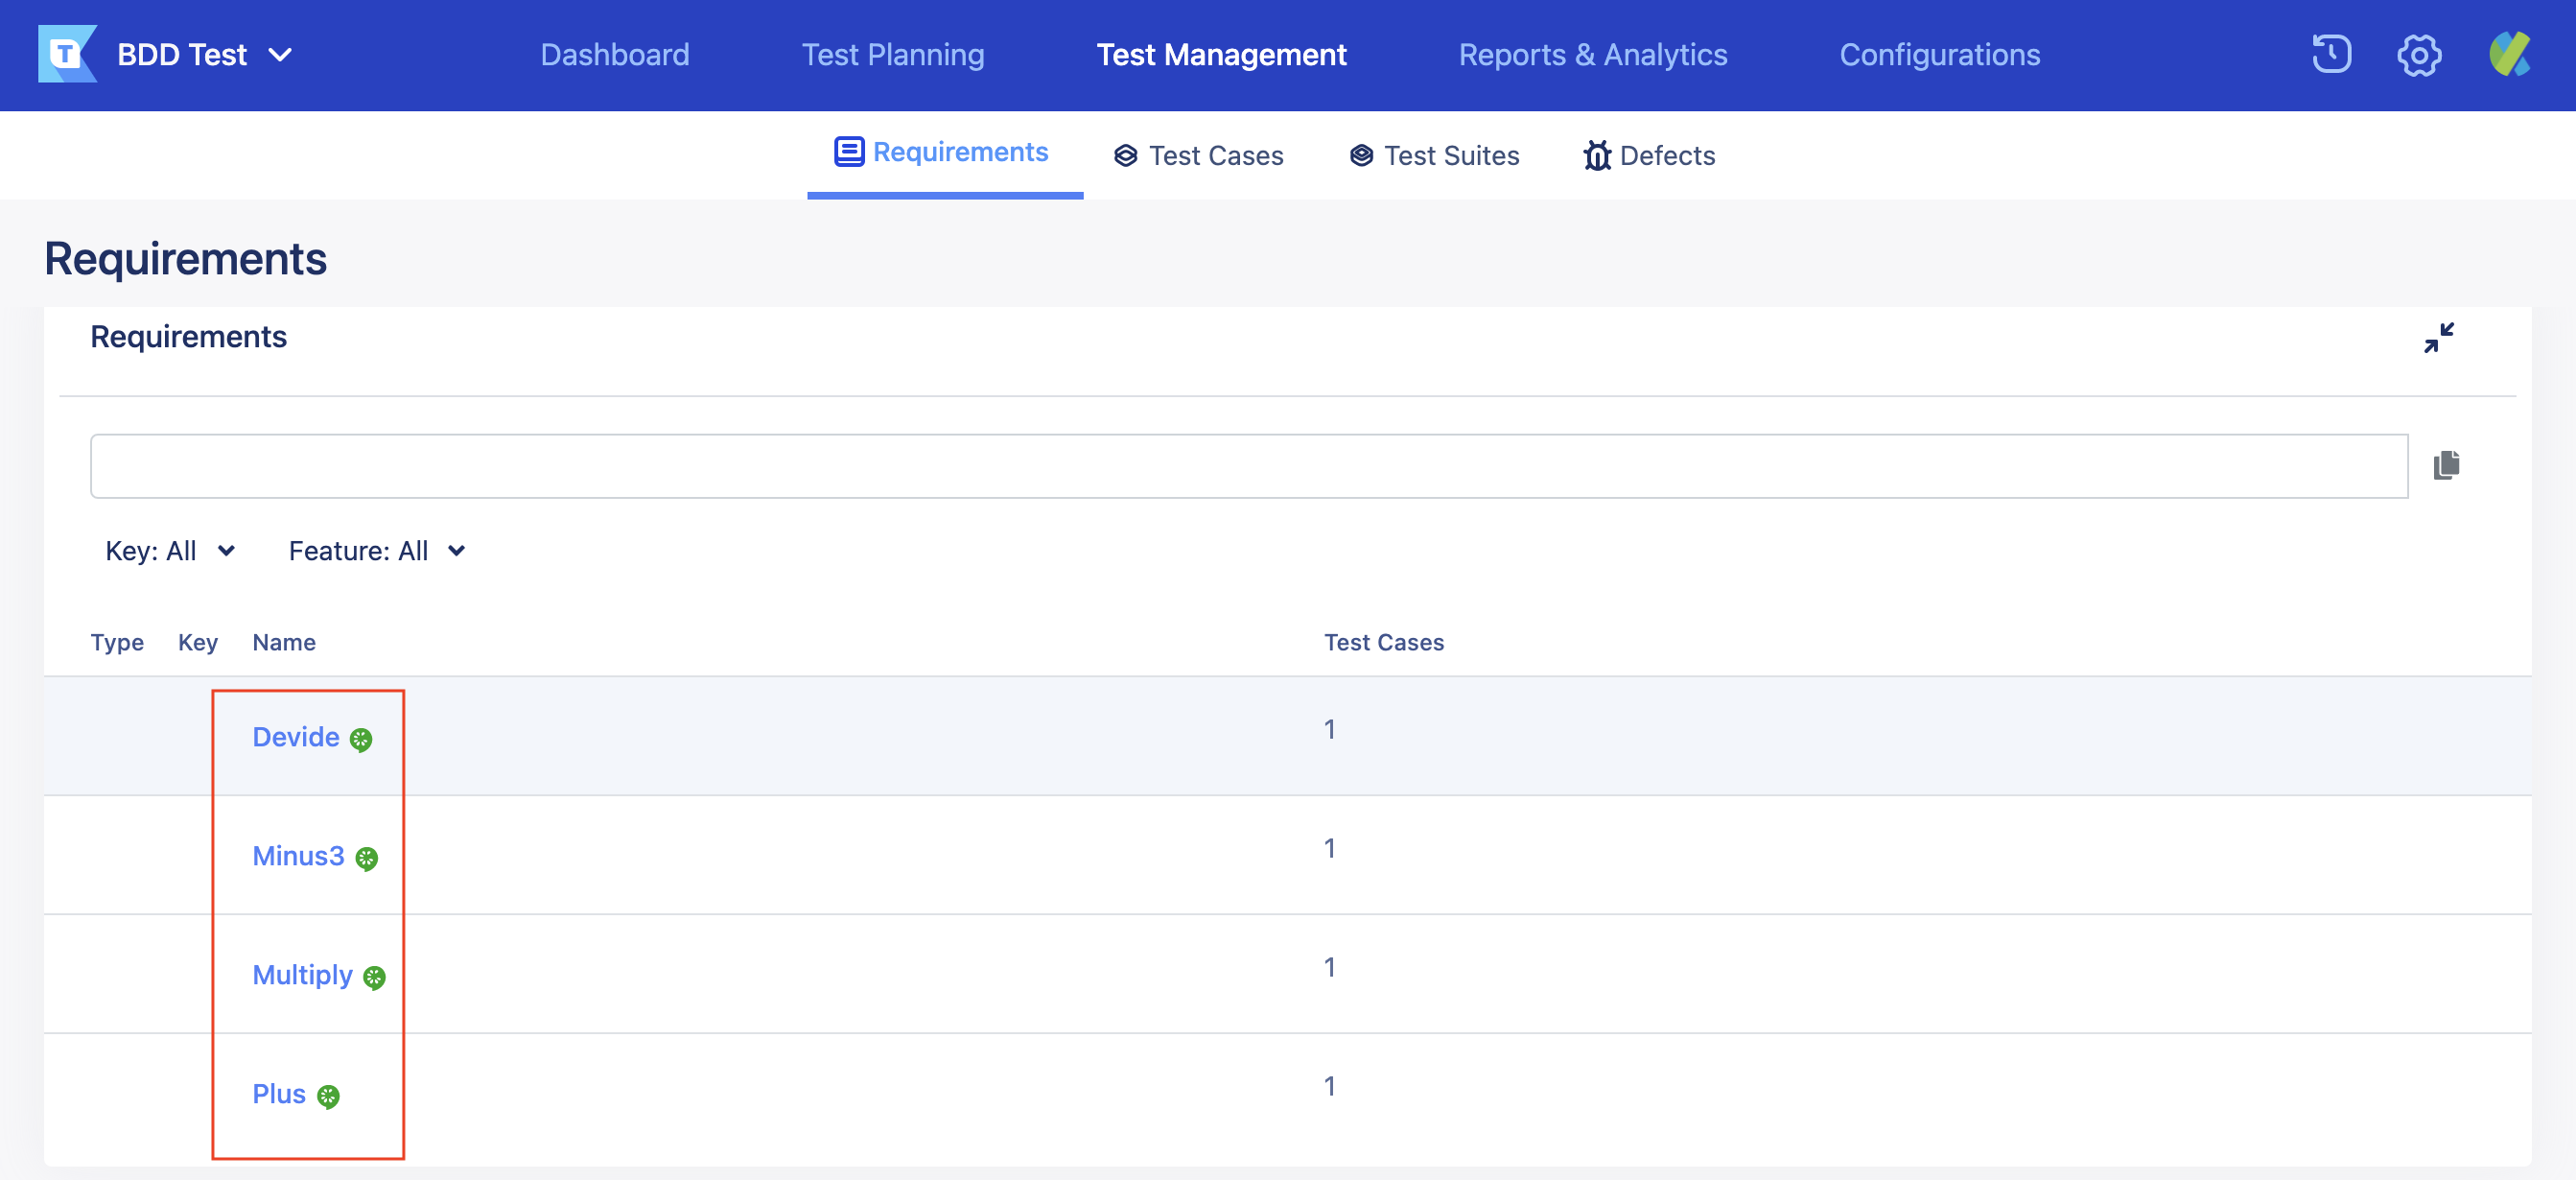 T BDD Test Dashboard Test Planning Test Management Reports & Analytics Configurations
Requirements Test Cases Test Suites Defects
Requirements
Requirements
Key: All Feature: All
Type Key Name Test Cases
Devide 1
Minus3 1
Multiply 1
Plus 1